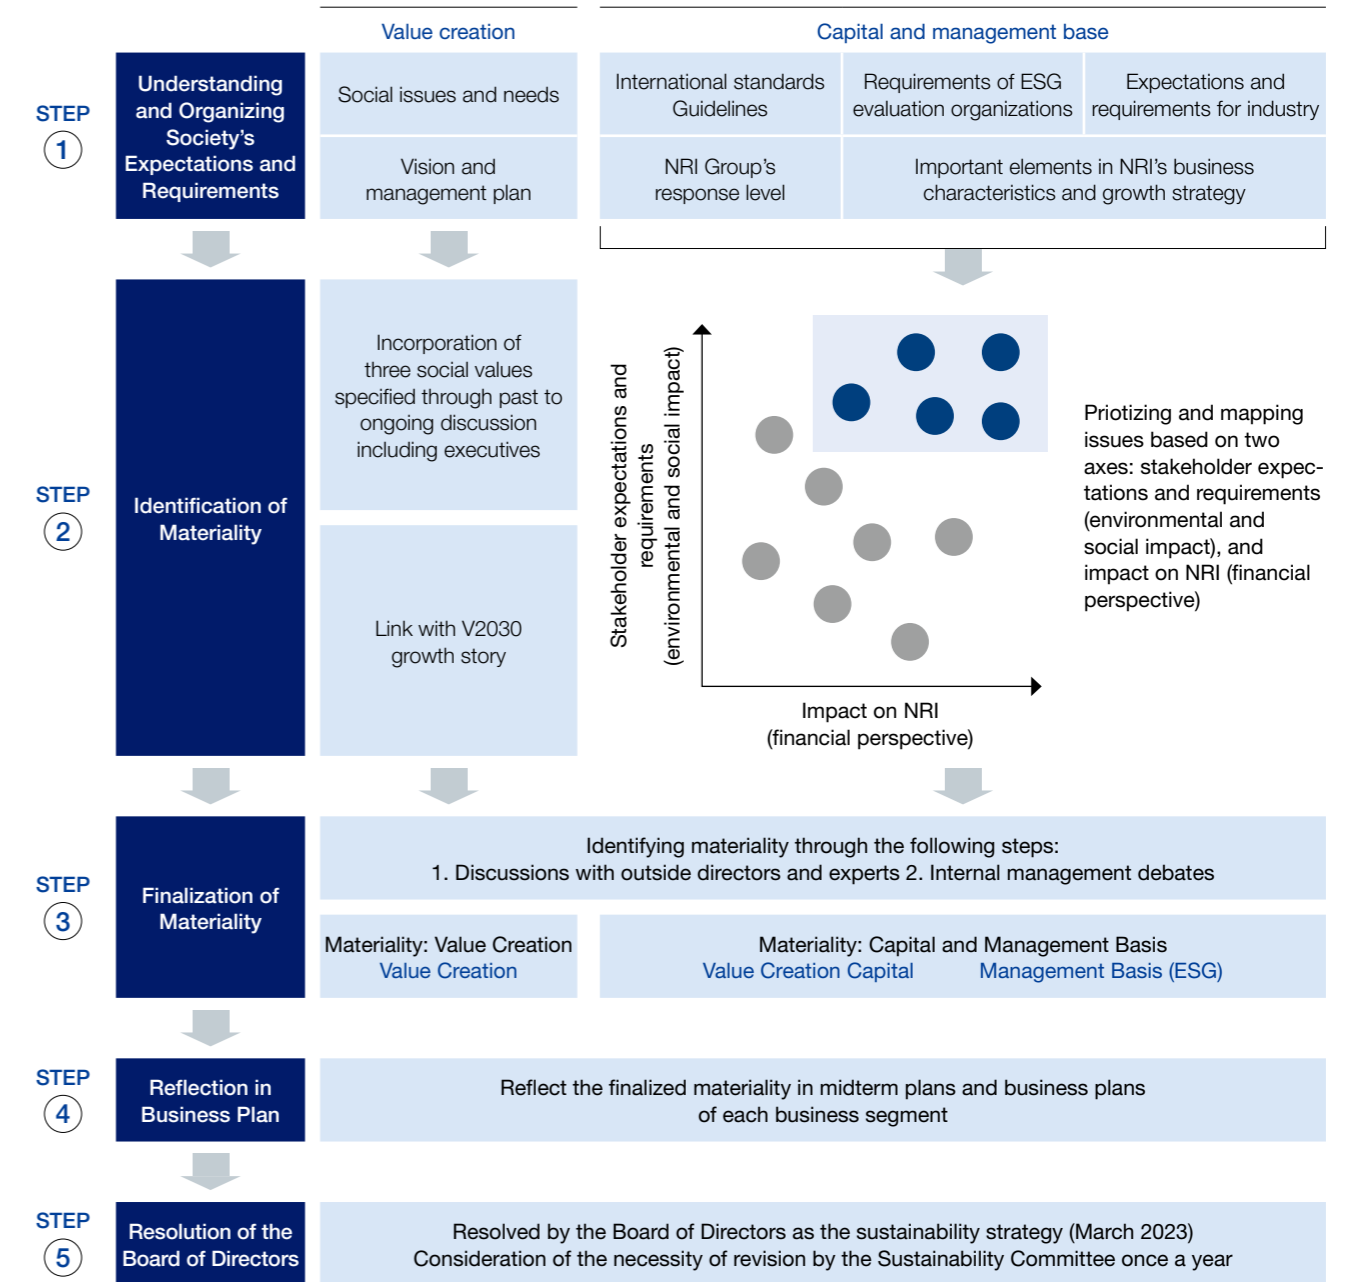 Value creation
Capital and management base
STEP
1
Understanding
and Organizing
Society's
Expectations and
Requirements
Social issues and needs
Vision and
management plan
International standards
Guidelines
Requirements of ESG
evaluation organizations
Expectations and
requirements for industry
NRI Group's
response level
Important elements in NRI's business
characteristics and growth strategy
STEP
2
Identification of
Materiality
Incorporation of
three social values
specified through past to
ongoing discussion
including executives
Link with V2030
growth story
Stakeholder expectations and
requirements
(environmental and social impact)
Impact on NRI
(financial perspective)
Priotizing and mapping
issues based on two
axes: stakeholder expec-
tations and requirements
(environmental and
social impact), and
impact on NRI (financial
perspective)
STEP
3
Finalization of
Materiality
Identifying materiality through the following steps:
1. Discussions with outside directors and experts 2. Internal management debates
Materiality: Value Creation
Value Creation
Materiality: Capital and Management Basis
Value Creation Capital Management Basis (ESG)
STEP
4
Reflection in
Business Plan
Reflect the finalized materiality in midterm plans and business plans
of each business segment
STEP
5
Resolution of the
Board of Directors
Resolved by the Board of Directors as the sustainability strategy (March 2023)
Consideration of the necessity of revision by the Sustainability Committee once a year